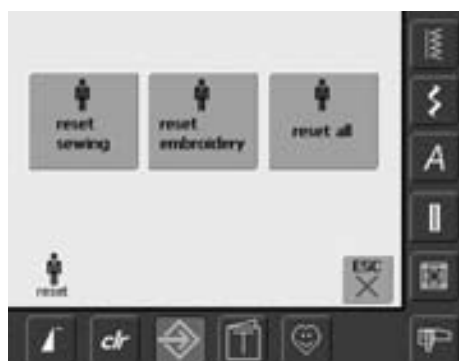 reset
sewing
reset
embroidery
reset all
reset
ESC
A
clr